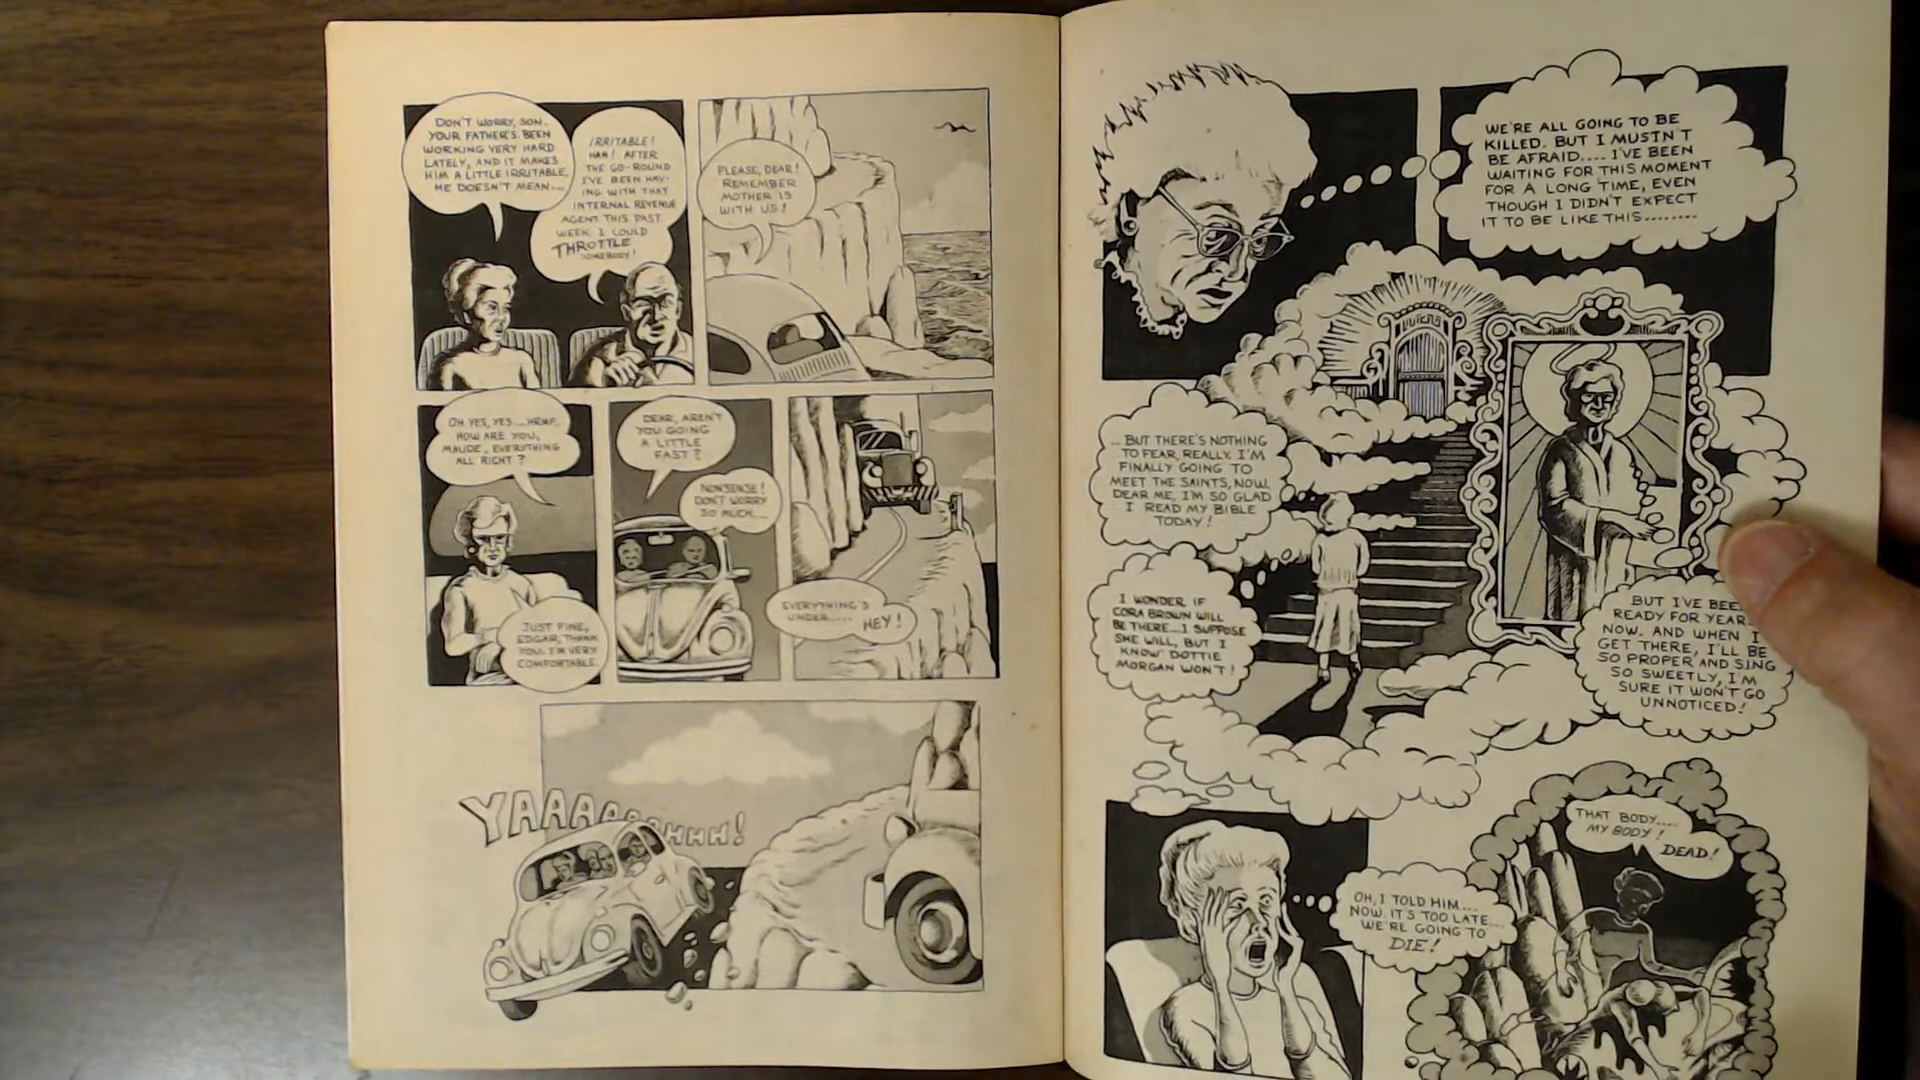 DON'T WORRY, SON.
YOUR FATHER'S BEEN
WORKING VERY HARD
LATELY, AND IT MAKES
HIM A LITTLE IRRITABLE.
HE DOESN'T MEAN...
IRRITABLE!
HAH! AFTER
THE GO-ROUND
I'VE BEEN HAV-
ING WITH THAT
INTERNAL REVENUE
AGENT THIS PAST
WEEK I COULD
THROTTLE
SOMEBODY!
PLEASE, DEAR!
REMEMBER
MOTHER IS
WITH US!
OH YES, YES....HRMP.
HOW ARE YOU,
MAUDE, EVERYTHING
ALL RIGHT?
JUST FINE,
EDGAR, THANK
YOU. I'M VERY
COMFORTABLE.
DEAR, AREN'T
YOU GOING
A LITTLE
FAST?
NONSENSE!
DON'T WORRY
SO MUCH....
EVERYTHING'S
UNDER..... HEY!
YAAAAAAHHH!
WE'RE ALL GOING TO BE
KILLED. BUT I MUSTN'T
BE AFRAID.... I'VE BEEN
WAITING FOR THIS MOMENT
FOR A LONG TIME, EVEN
THOUGH I DIDN'T EXPECT
IT TO BE LIKE THIS........
...BUT THERE'S NOTHING
TO FEAR, REALLY. I'M
FINALLY GOING TO
MEET THE SAINTS, NOW.
DEAR ME, I'M SO GLAD
I READ MY BIBLE
TODAY!
I WONDER IF
CORA BROWN WILL
BE THERE...I SUPPOSE
SHE WILL, BUT I
KNOW DOTTIE
MORGAN WON'T!
BUT I'VE BEEN
READY FOR YEARS
NOW. AND WHEN I
GET THERE, I'LL BE
SO PROPER AND SING
SO SWEETLY, I'M
SURE IT WON'T GO
UNNOTICED!
OH, I TOLD HIM....
NOW IT'S TOO LATE...
WE'RE GOING TO
DIE!
THAT BODY....
MY BODY!
DEAD!